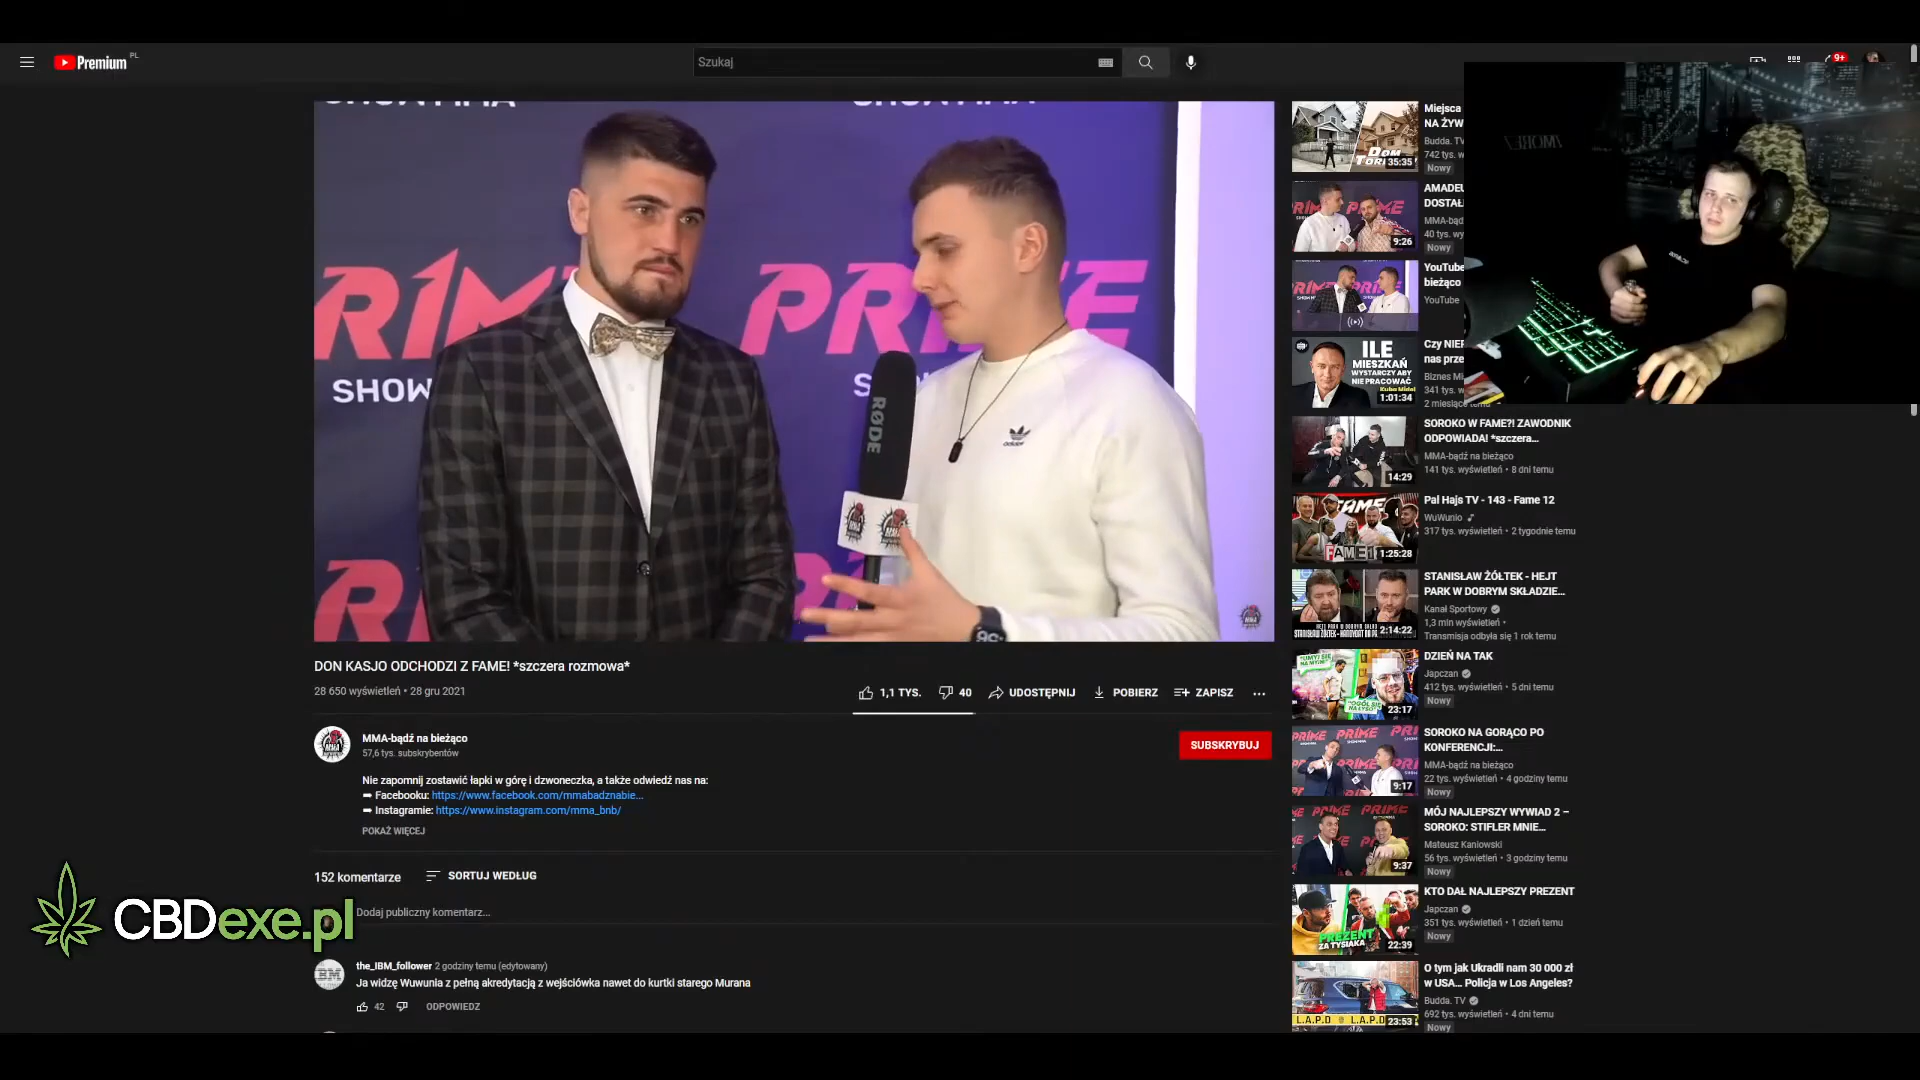 Premium PL
Szukaj
9+
SHOW MMA
SHOW MMA
PRIME
PRIME
SHOW
RØDE
adidas
DON KASJO ODCHODZI Z FAME! *szczera rozmowa*
28 650 wyświetleń • 28 gru 2021
1,1 TYS.
40
UDOSTĘPNIJ
POBIERZ
ZAPISZ
MMA-bądź na bieżąco
57,6 tys. subskrybentów
SUBSKRYBUJ
Nie zapomnij zostawić łapki w górę i dzwoneczka, a także odwiedź nas na:
➡ Facebooku: https://www.facebook.com/mmabadznabie...
➡ Instagramie: https://www.instagram.com/mma_bnb/
POKAŻ WIĘCEJ
152 komentarze
SORTUJ WEDŁUG
Dodaj publiczny komentarz...
CBDexe.pl
the_IBM_follower 2 godziny temu (edytowany)
Ja widzę Wuwunia z pełną akredytacją z wejściówka nawet do kurtki starego Murana
42
ODPOWIEDZ
35:35
Miejsca
NA ŻYW
Budda. TV
742 tys. w
Nowy
9:26
AMADEU
DOSTAŁ
MMA-bąd
40 tys. wy
Nowy
YouTube
bieżąco
YouTube
ILE
MIESZKAŃ
WYSTARCZY ABY
NIE PRACOWAĆ
1:01:34
Czy NIER
nas prze
Biznes Mi
341 tys. w
2 miesiące temu
14:29
SOROKO W FAME?! ZAWODNIK
ODPOWIADA! *szczera...
MMA-bądź na bieżąco
141 tys. wyświetleń • 8 dni temu
FAME
1:25:28
Pal Hajs TV - 143 - Fame 12
WuWunio
317 tys. wyświetleń • 2 tygodnie temu
2:14:22
STANISŁAW ŻÓŁTEK - HEJT
PARK W DOBRYM SKŁADZIE...
Kanał Sportowy
1,3 mln wyświetleń •
Transmisja odbyła się 1 rok temu
23:17
DZIEŃ NA TAK
Japczan
412 tys. wyświetleń • 5 dni temu
Nowy
9:17
SOROKO NA GORĄCO PO
KONFERENCJI:...
MMA-bądź na bieżąco
22 tys. wyświetleń • 4 godziny temu
Nowy
9:37
MÓJ NAJLEPSZY WYWIAD 2 –
SOROKO: STIFLER MNIE...
Mateusz Kaniowski
56 tys. wyświetleń • 3 godziny temu
Nowy
PREZENT
ZA TYSIAKA
22:39
KTO DAŁ NAJLEPSZY PREZENT
Japczan
351 tys. wyświetleń • 1 dzień temu
Nowy
L.A.P.D
L.A.P.D
23:53
O tym jak Ukradli nam 30 000 zł
w USA... Policja w Los Angeles?
Budda. TV
692 tys. wyświetleń • 4 dni temu
Nowy